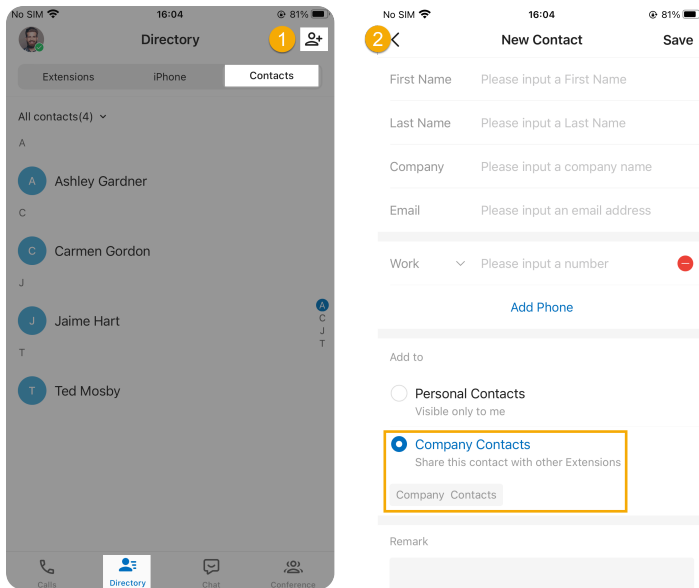 No SIM 16:04 81%
Directory
1
Extensions iPhone Contacts
All contacts(4)
A
A Ashley Gardner
C
C Carmen Gordon
J
J Jaime Hart
T
T Ted Mosby
A
C
J
T
Calls Directory Chat Conference
No SIM 16:04 81%
2 New Contact Save
First Name Please input a First Name
Last Name Please input a Last Name
Company Please input a company name
Email Please input an email address
Work Please input a number
Add Phone
Add to
Personal Contacts
Visible only to me
Company Contacts
Share this contact with other Extensions
Company Contacts
Remark